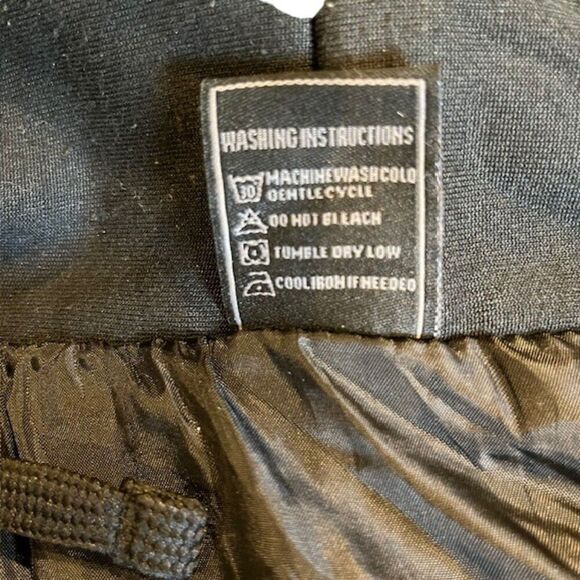 WASHING INSTRUCTIONS
30 MACHINE WASH COLD
GENTLE CYCLE
DO NOT BLEACH
TUMBLE DRY LOW
COOL IRON IF NEEDED